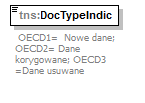 tns:DocTypeIndic
OECD1= Nowe dane;
OECD2= Dane
korygowane; OECD3
=Dane usuwane